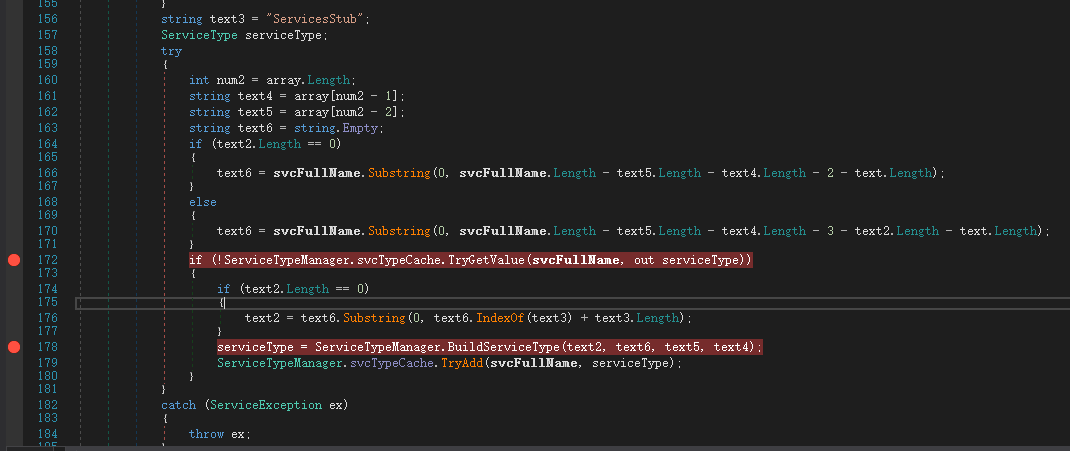 155 }
156 string text3 = "ServicesStub";
157 ServiceType serviceType;
158 try
159 {
160 int num2 = array.Length;
161 string text4 = array[num2 - 1];
162 string text5 = array[num2 - 2];
163 string text6 = string.Empty;
164 if (text2.Length == 0)
165 {
166 text6 = svcFullName.Substring(0, svcFullName.Length - text5.Length - text4.Length - 2 - text.Length);
167 }
168 else
169 {
170 text6 = svcFullName.Substring(0, svcFullName.Length - text5.Length - text4.Length - 3 - text2.Length - text.Length);
171 }
172 if (!ServiceTypeManager.svcTypeCache.TryGetValue(svcFullName, out serviceType))
173 {
174 if (text2.Length == 0)
175 {
176 text2 = text6.Substring(0, text6.IndexOf(text3) + text3.Length);
177 }
178 serviceType = ServiceTypeManager.BuildServiceType(text2, text6, text5, text4);
179 ServiceTypeManager.svcTypeCache.TryAdd(svcFullName, serviceType);
180 }
181 }
182 catch (ServiceException ex)
183 {
184 throw ex;
185 }